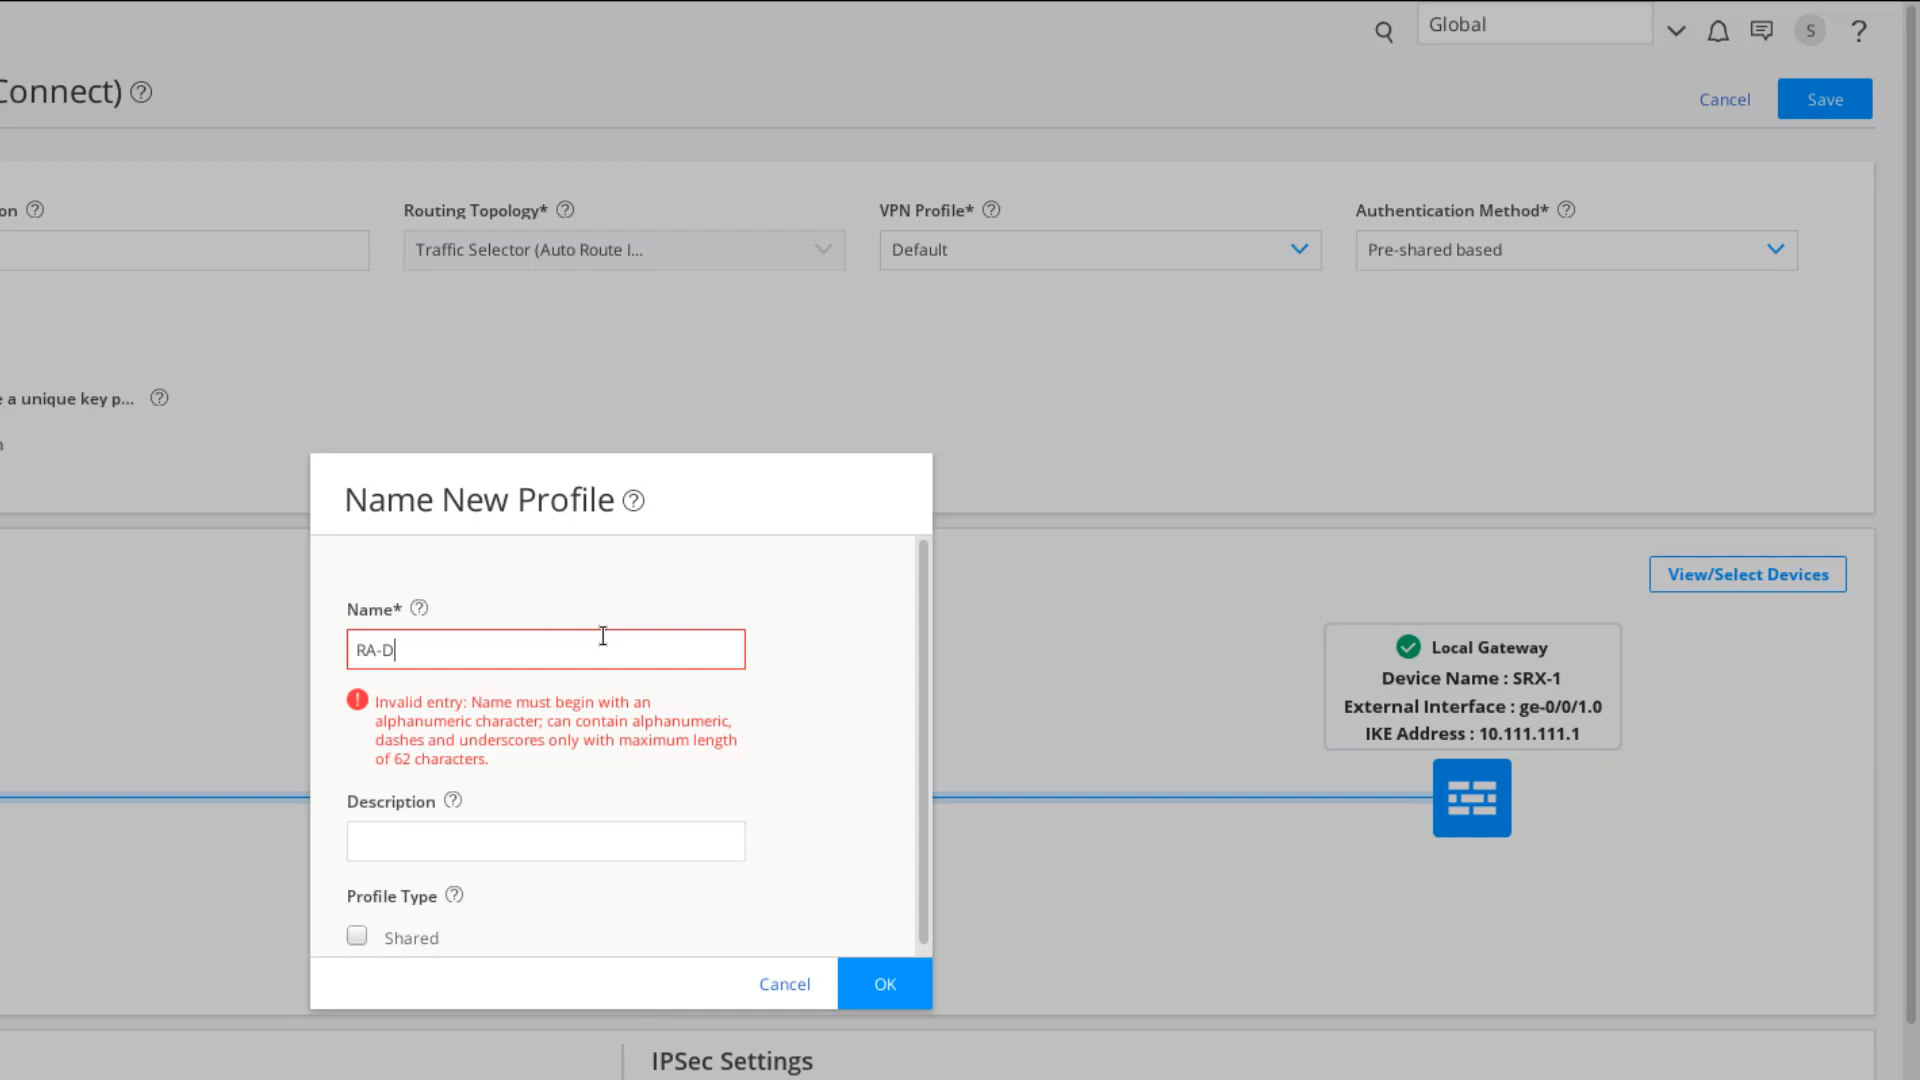 Global
S
?
Connect) ?
Cancel
Save
on ?
Routing Topology* ?
VPN Profile* ?
Authentication Method* ?
Traffic Selector (Auto Route I...
Default
Pre-shared based
e a unique key p... ?
n
Name New Profile ?
View/Select Devices
Name* ?
RA-D
Local Gateway
Device Name : SRX-1
External Interface : ge-0/0/1.0
IKE Address : 10.111.111.1
! Invalid entry: Name must begin with an
alphanumeric character; can contain alphanumeric,
dashes and underscores only with maximum length
of 62 characters.
Description ?
Profile Type ?
Shared
Cancel
OK
IPSec Settings